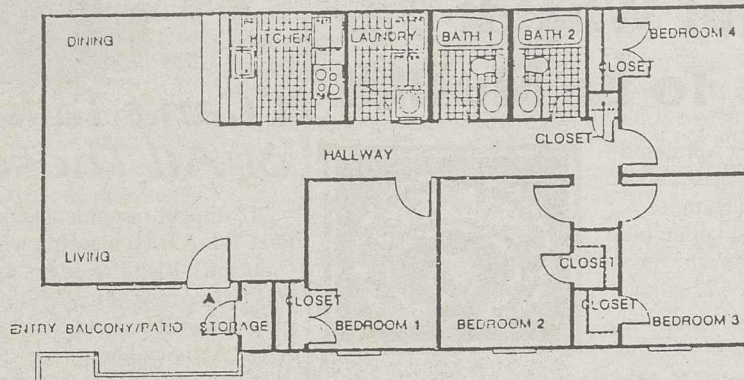 DINING
KITCHEN
LAUNDRY
BATH 1
BATH 2
BEDROOM 4
CLOSET
CLOSET
HALLWAY
LIVING
CLOSET
CLOSET
CLOSET
ENTRY BALCONY/PATIO
STORAGE
BEDROOM 1
BEDROOM 2
BEDROOM 3